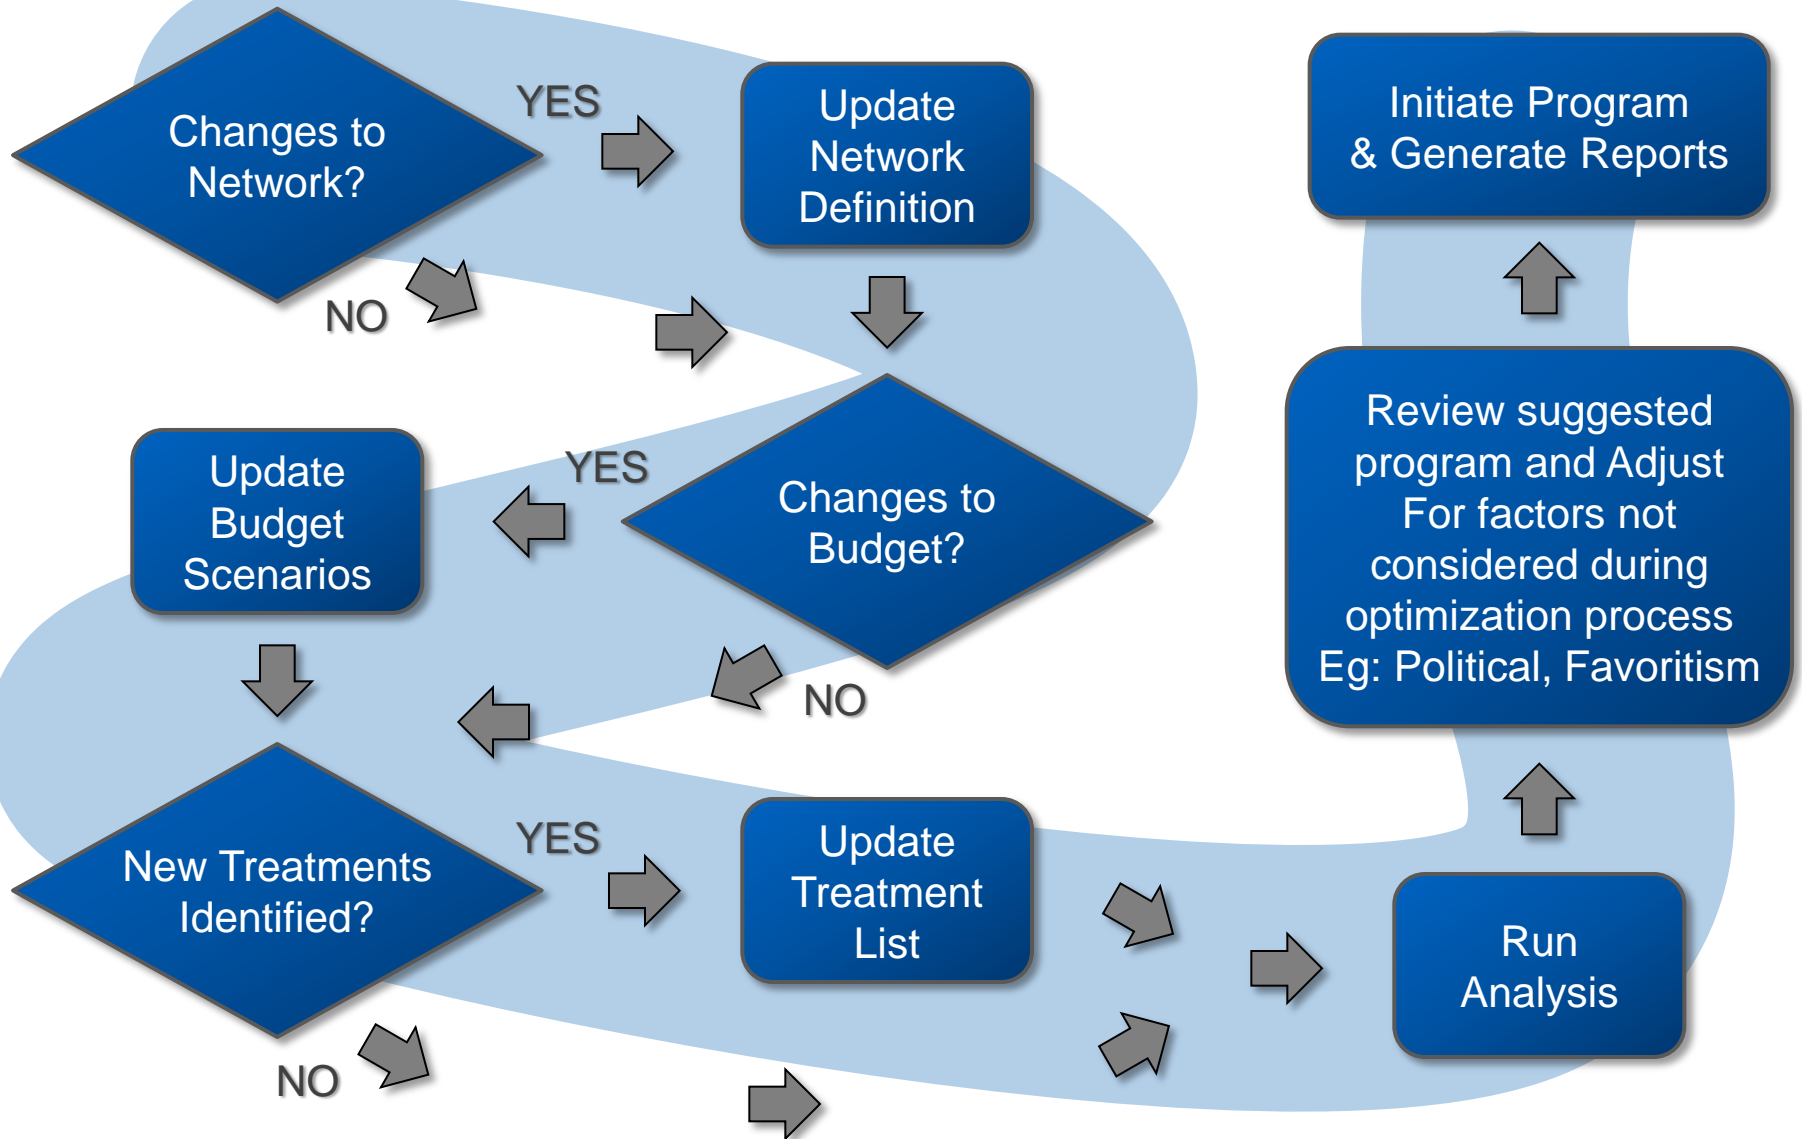 Changes to
Network?
YES
NO
Update
Network
Definition
Changes to
Budget?
YES
NO
Update
Budget
Scenarios
New Treatments
Identified?
YES
NO
Update
Treatment
List
Run
Analysis
Review suggested
program and Adjust
For factors not
considered during
optimization process
Eg: Political, Favoritism
Initiate Program
& Generate Reports